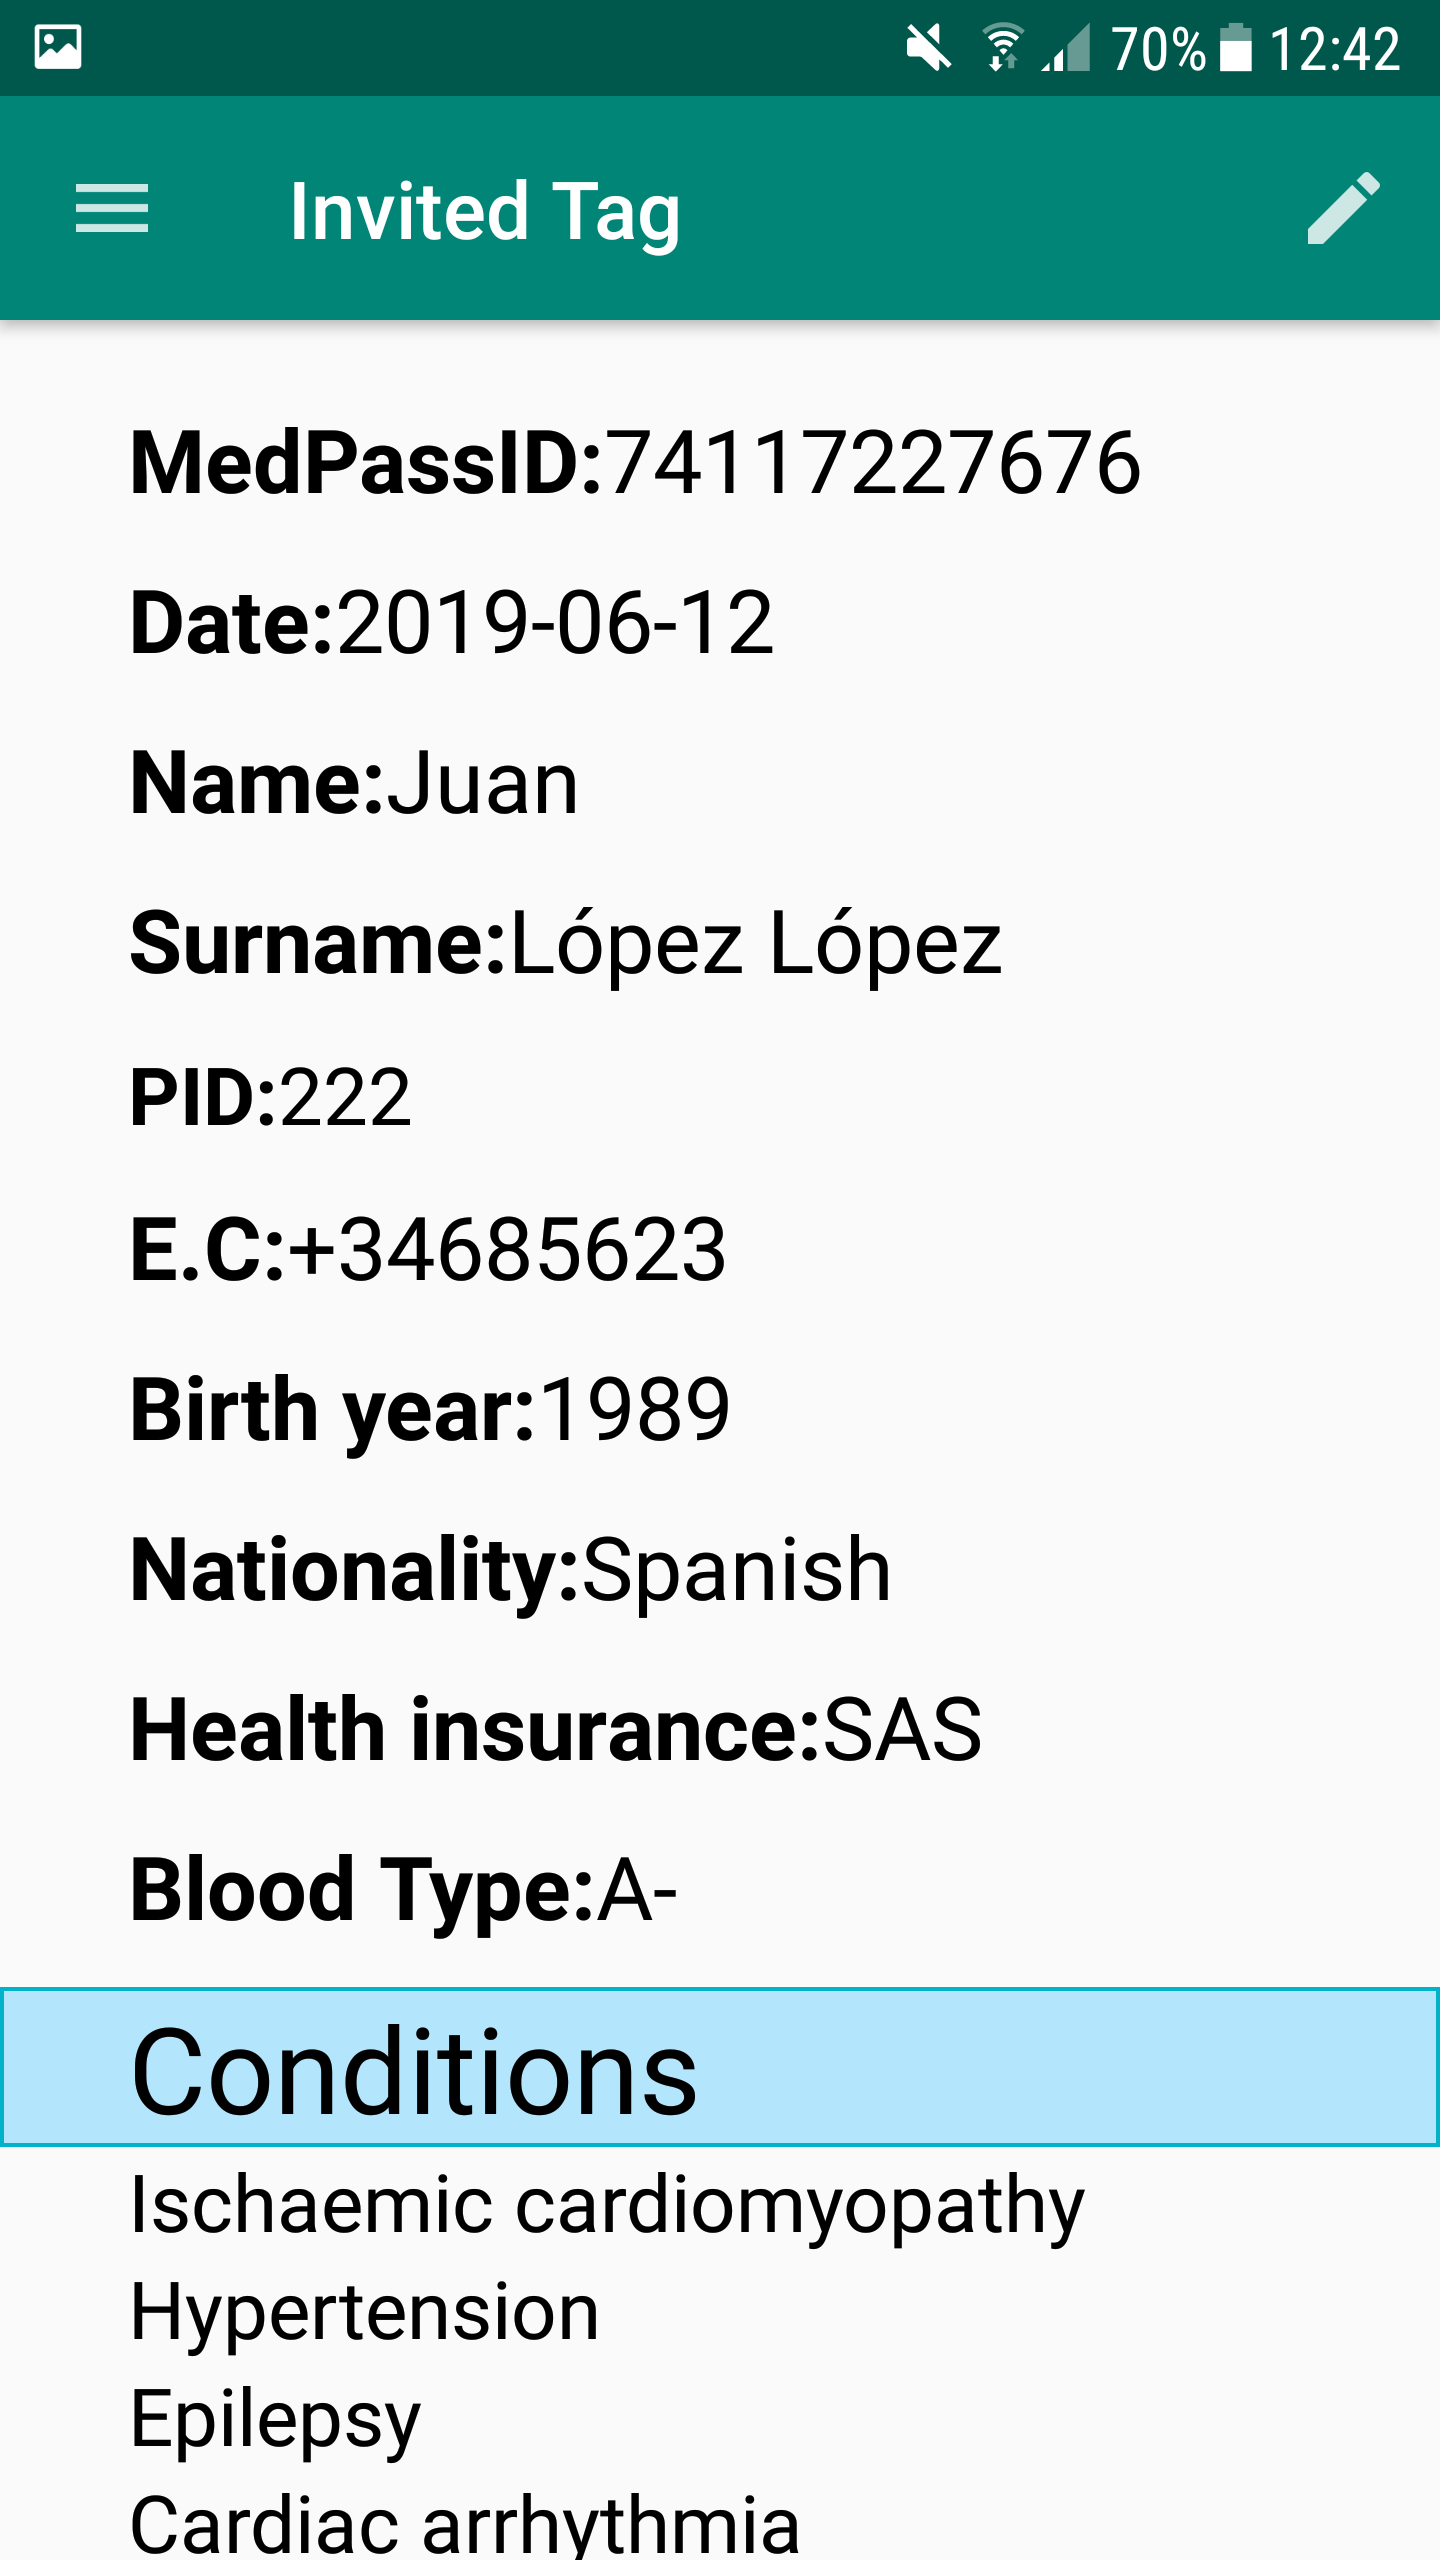 70% 12:42
Invited Tag
MedPassID:74117227676
Date:2019-06-12
Name:Juan
Surname:López López
PID:222
E.C:+34685623
Birth year:1989
Nationality:Spanish
Health insurance:SAS
Blood Type:A-
Conditions
Ischaemic cardiomyopathy
Hypertension
Epilepsy
Cardiac arrhythmia